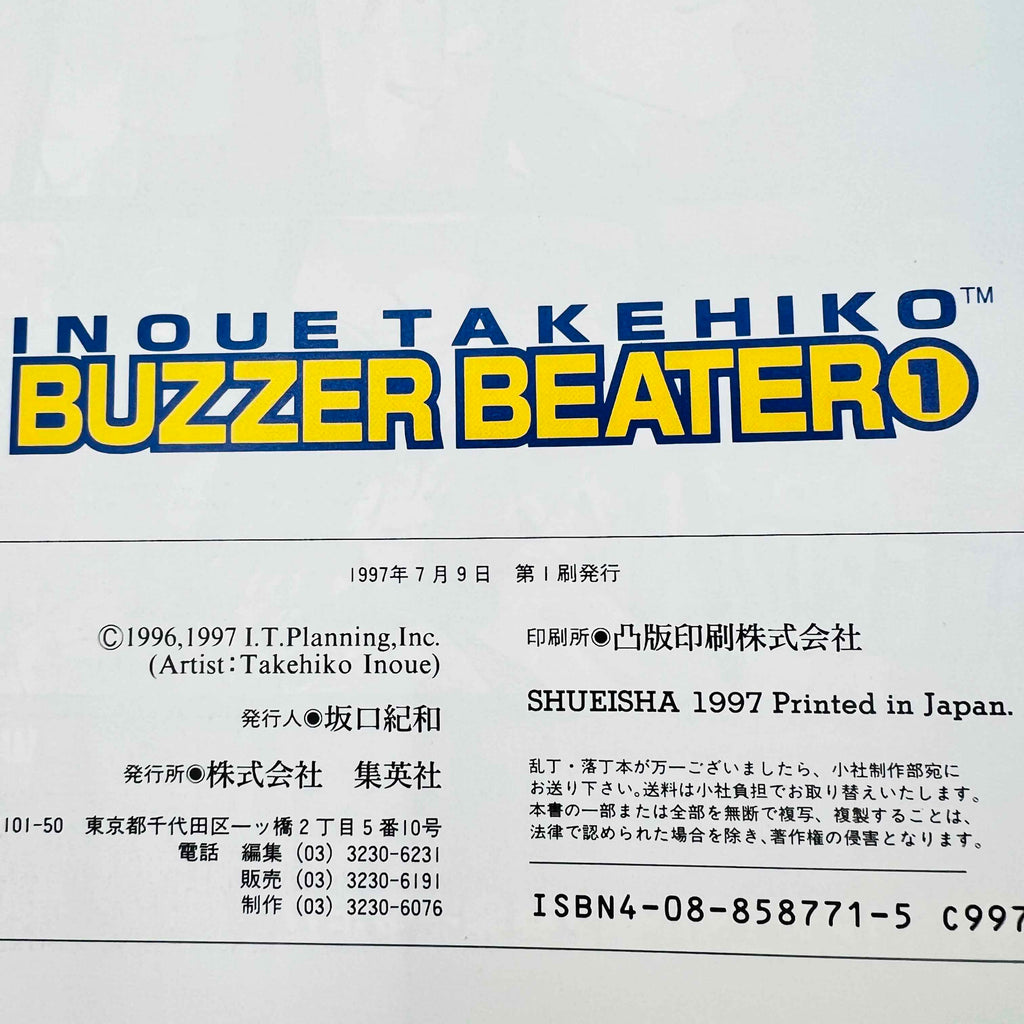 INOUE TAKEHIKO™
BUZZER BEATER①
1997年7月9日　第1刷発行
©1996,1997 I.T.Planning,Inc.
(Artist:Takehiko Inoue)
発行人◉坂口紀和
発行所◉株式会社　集英社
101-50　東京都千代田区一ッ橋2丁目5番10号
電話　編集 (03) 3230-6231
販売 (03) 3230-6191
制作 (03) 3230-6076
印刷所◉凸版印刷株式会社
SHUEISHA 1997 Printed in Japan.
乱丁・落丁本が万一ございましたら、小社制作部宛に
お送り下さい。送料は小社負担でお取り替えいたします。
本書の一部または全部を無断で複写、複製することは、
法律で認められた場合を除き、著作権の侵害となります。
ISBN4-08-858771-5 C997